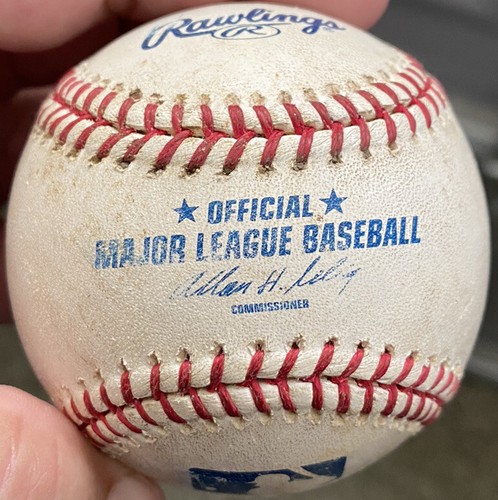 Rawlings
R
★ OFFICIAL ★
MAJOR LEAGUE BASEBALL
Allan H. Selig
COMMISSIONER